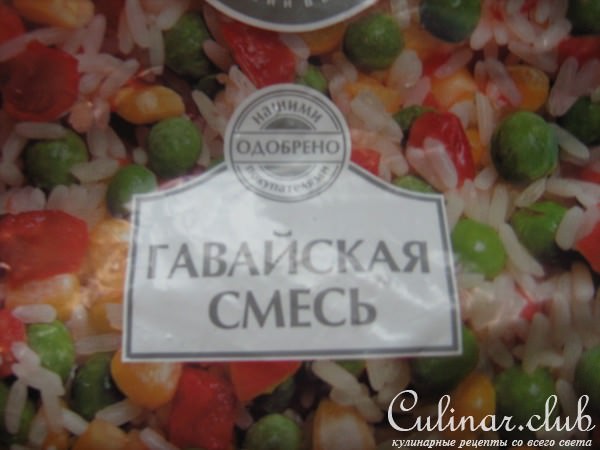 нашими
ОДОБРЕНО
покупателями
ГАВАЙСКАЯ
СМЕСЬ
Culinar.club
кулинарные рецепты со всего света